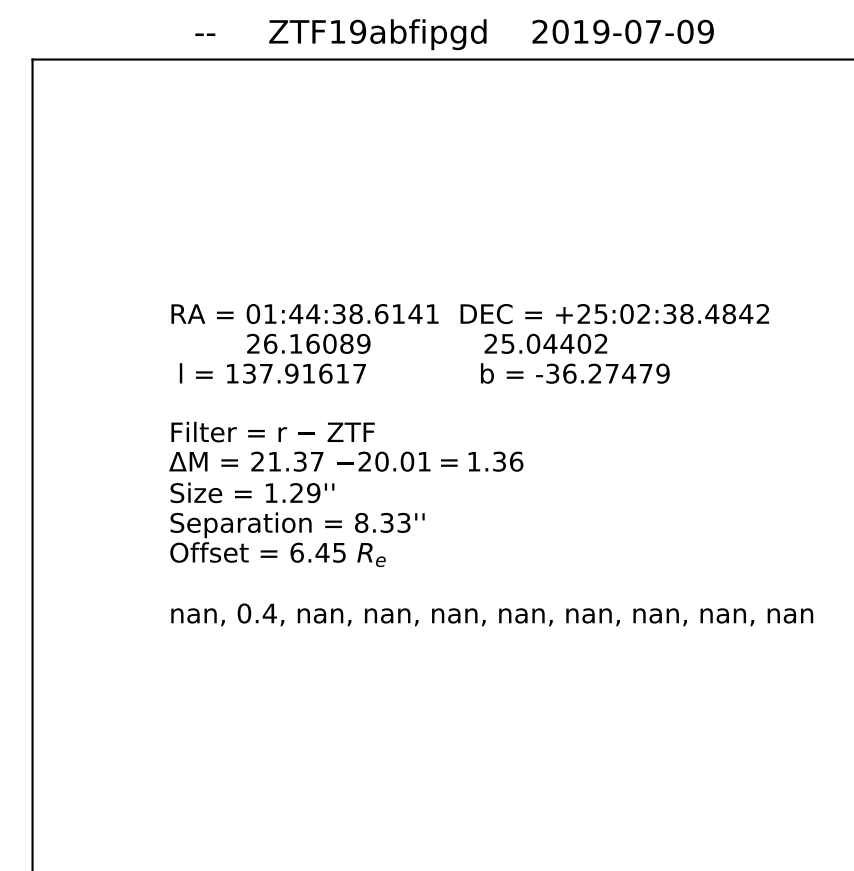 -- ZTF19abfipgd 2019-07-09
RA = 01:44:38.6141 DEC = +25:02:38.4842
26.16089 25.04402
l = 137.91617 b = -36.27479
Filter = r − ZTF
ΔM = 21.37 −20.01 = 1.36
Size = 1.29''
Separation = 8.33''
Offset = 6.45 Re
nan, 0.4, nan, nan, nan, nan, nan, nan, nan, nan